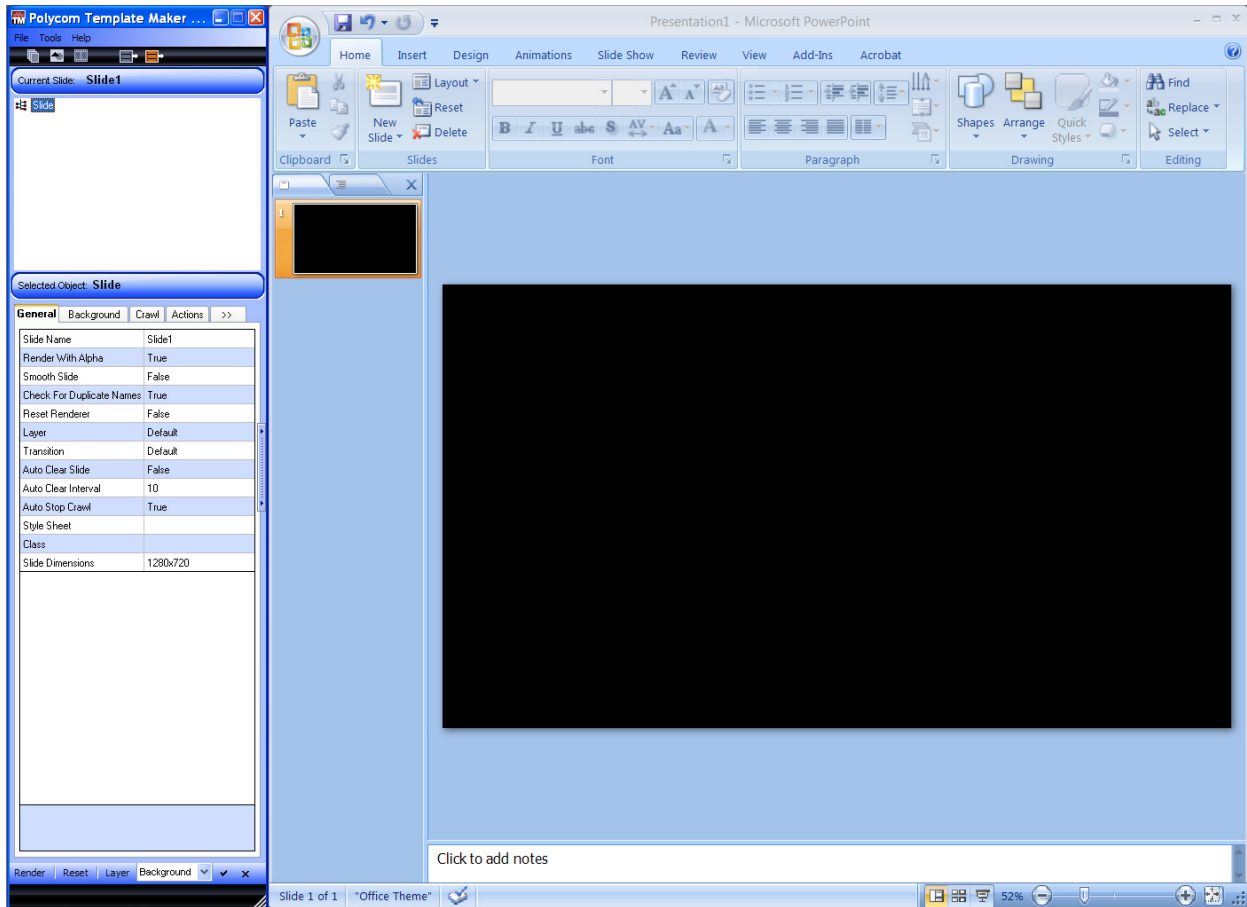 Polycom Template Maker ...
File Tools Help
Current Slide: Slide1
Slide
Selected Object: Slide
General Background Crawl Actions >>
Slide Name Slide1
Render With Alpha True
Smooth Slide False
Check For Duplicate Names True
Reset Renderer False
Layer Default
Transition Default
Auto Clear Slide False
Auto Clear Interval 10
Auto Stop Crawl True
Style Sheet
Class
Slide Dimensions 1280x720
Render Reset Layer Background
Presentation1 - Microsoft PowerPoint
Home Insert Design Animations Slide Show Review View Add-Ins Acrobat
Paste
New Slide
Layout
Reset
Delete
B I U abc S AV Aa A
Shapes Arrange Quick Styles
Find
Replace
Select
Clipboard Slides Font Paragraph Drawing Editing
1
Click to add notes
Slide 1 of 1 "Office Theme" 52%